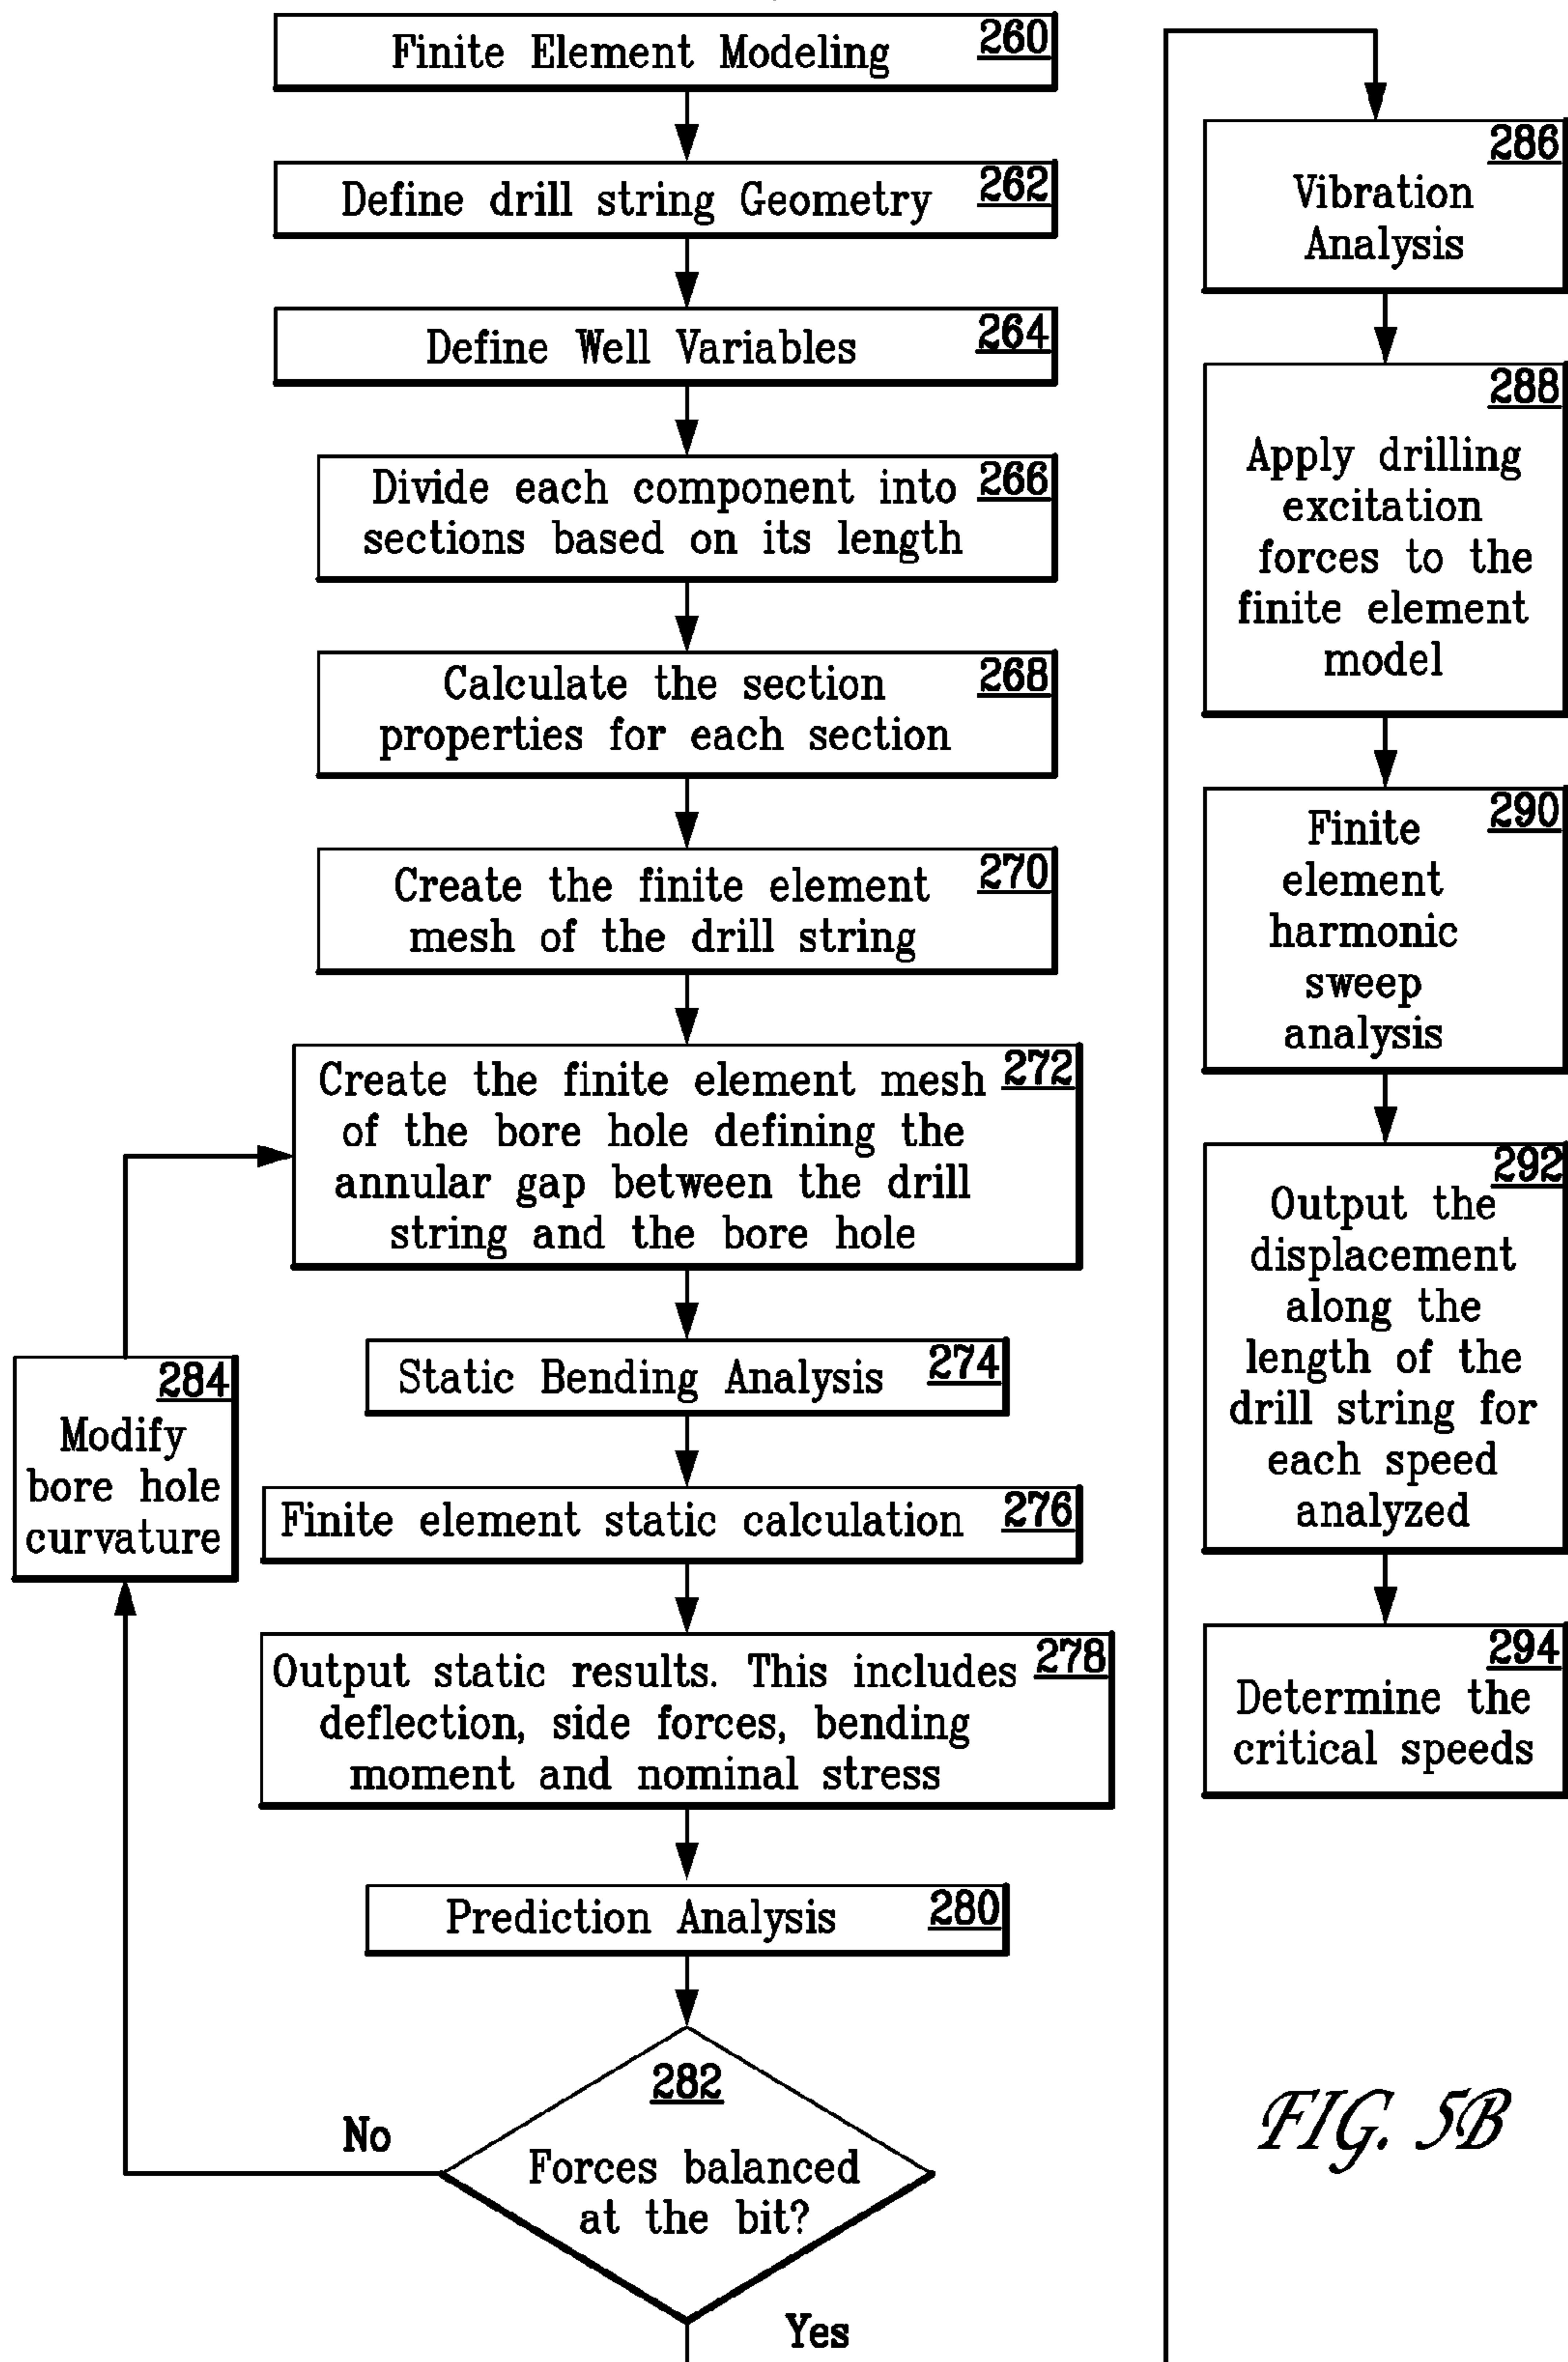 Finite Element Modeling 260
Define drill string Geometry 262
Define Well Variables 264
Divide each component into 266
sections based on its length
Calculate the section 268
properties for each section
Create the finite element 270
mesh of the drill string
Create the finite element mesh 272
of the bore hole defining the
annular gap between the drill
string and the bore hole
Static Bending Analysis 274
Finite element static calculation 276
Output static results. This includes 278
deflection, side forces, bending
moment and nominal stress
Prediction Analysis 280
282
Forces balanced
at the bit?
No
Yes
284
Modify
bore hole
curvature
286
Vibration
Analysis
288
Apply drilling
excitation
forces to the
finite element
model
290
Finite
element
harmonic
sweep
analysis
292
Output the
displacement
along the
length of the
drill string for
each speed
analyzed
294
Determine the
critical speeds
FIG. 5B